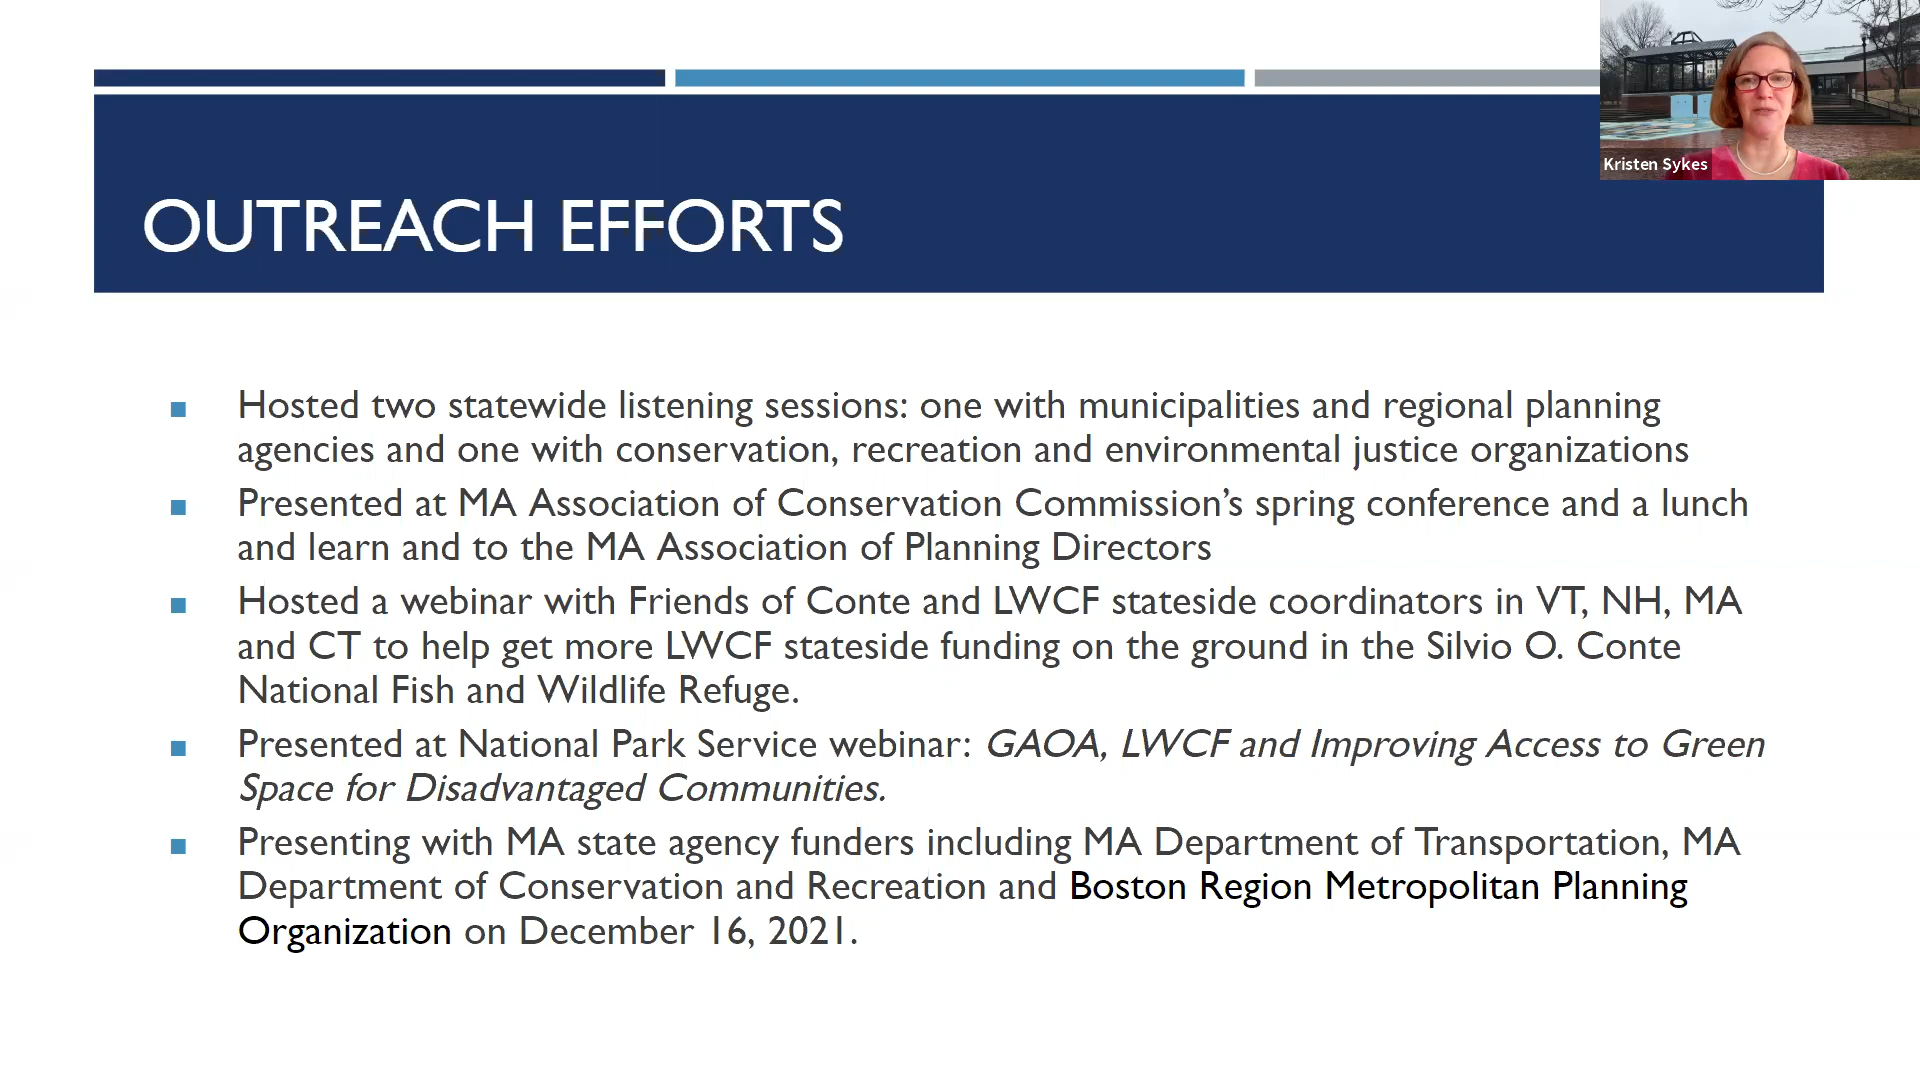 Kristen Sykes
OUTREACH EFFORTS
Hosted two statewide listening sessions: one with municipalities and regional planning
agencies and one with conservation, recreation and environmental justice organizations
Presented at MA Association of Conservation Commission’s spring conference and a lunch
and learn and to the MA Association of Planning Directors
Hosted a webinar with Friends of Conte and LWCF stateside coordinators in VT, NH, MA
and CT to help get more LWCF stateside funding on the ground in the Silvio O. Conte
National Fish and Wildlife Refuge.
Presented at National Park Service webinar: GAOA, LWCF and Improving Access to Green
Space for Disadvantaged Communities.
Presenting with MA state agency funders including MA Department of Transportation, MA
Department of Conservation and Recreation and Boston Region Metropolitan Planning
Organization on December 16, 2021.